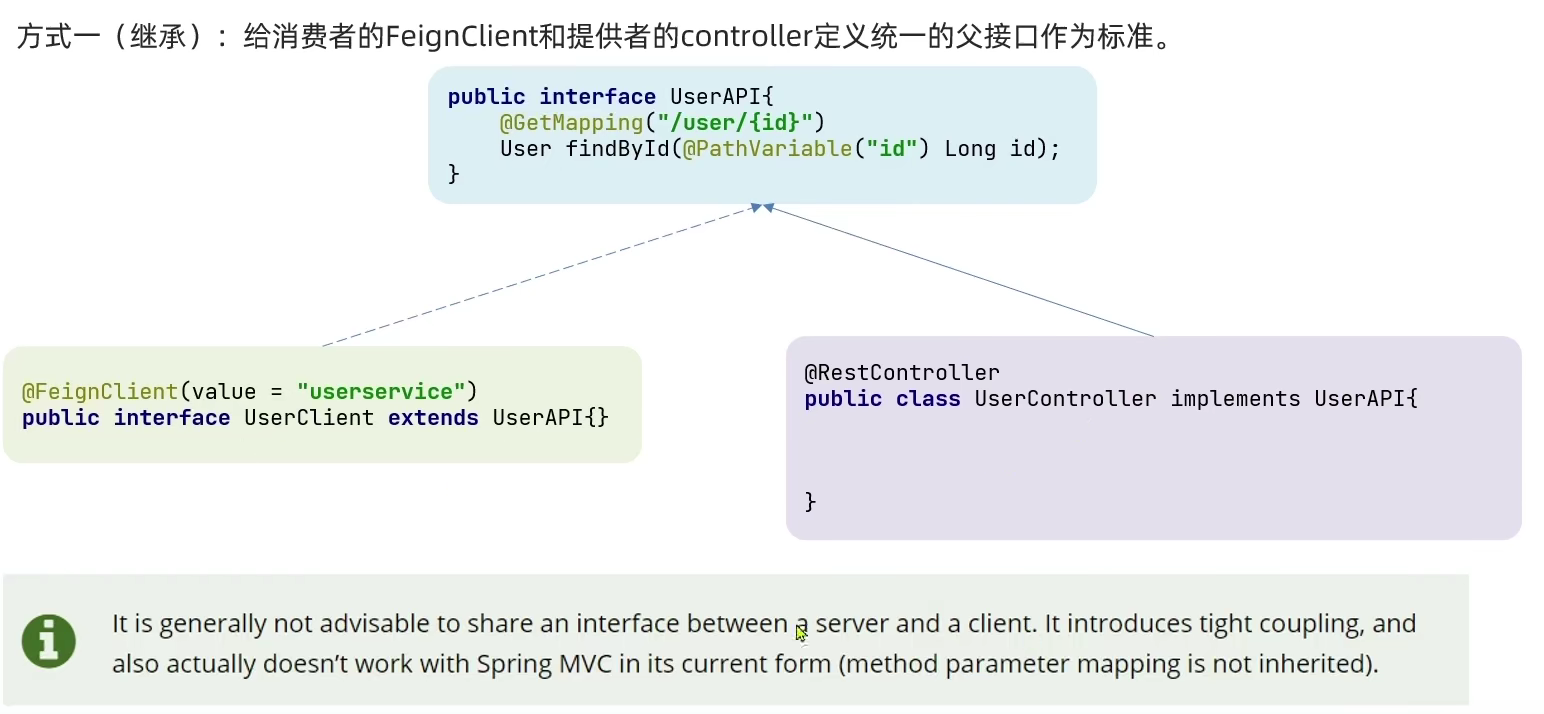 方式一（继承）：给消费者的FeignClient和提供者的controller定义统一的父接口作为标准。
public interface UserAPI{
    @GetMapping("/user/{id}")
    User findById(@PathVariable("id") Long id);
}
@FeignClient(value = "userservice")
public interface UserClient extends UserAPI{}
@RestController
public class UserController implements UserAPI{
}
It is generally not advisable to share an interface between a server and a client. It introduces tight coupling, and
also actually doesn’t work with Spring MVC in its current form (method parameter mapping is not inherited).